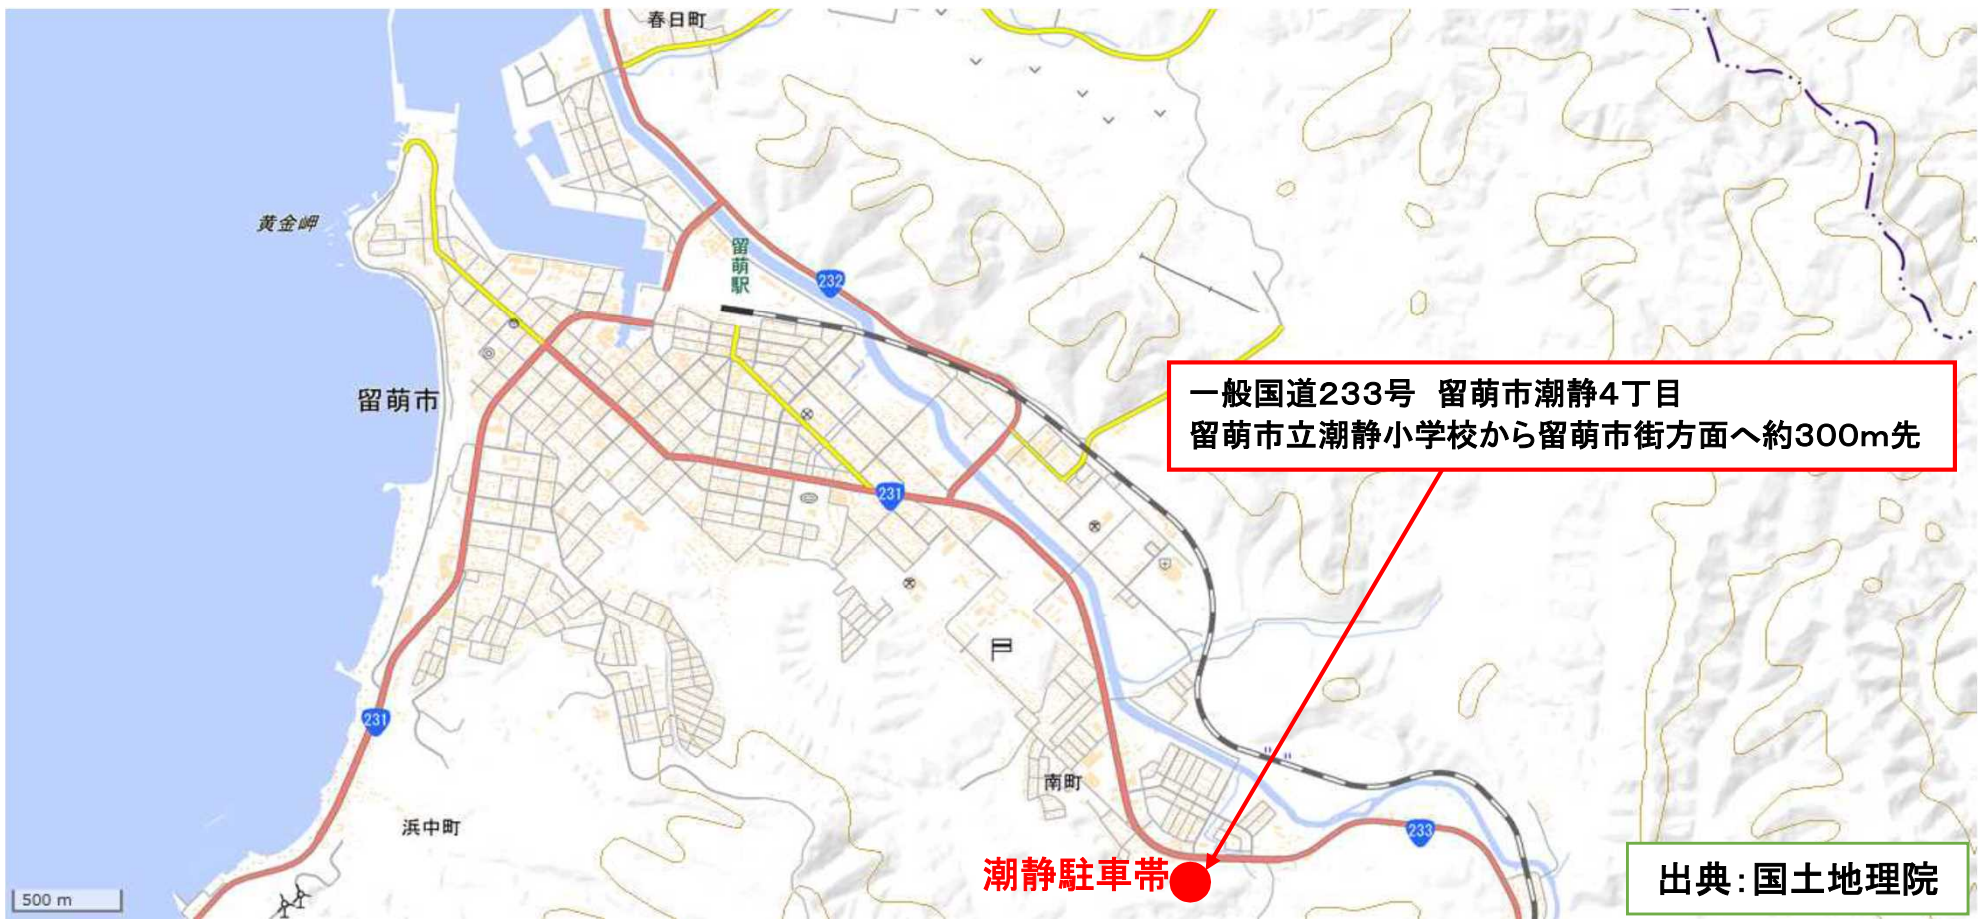 春日町
黄金岬
留萌駅
232
一般国道233号 留萌市潮静4丁目
留萌市立潮静小学校から留萌市街方面へ約300m先
留萌市
231
231
南町
浜中町
233
潮静駐車帯
出典：国土地理院
500 m